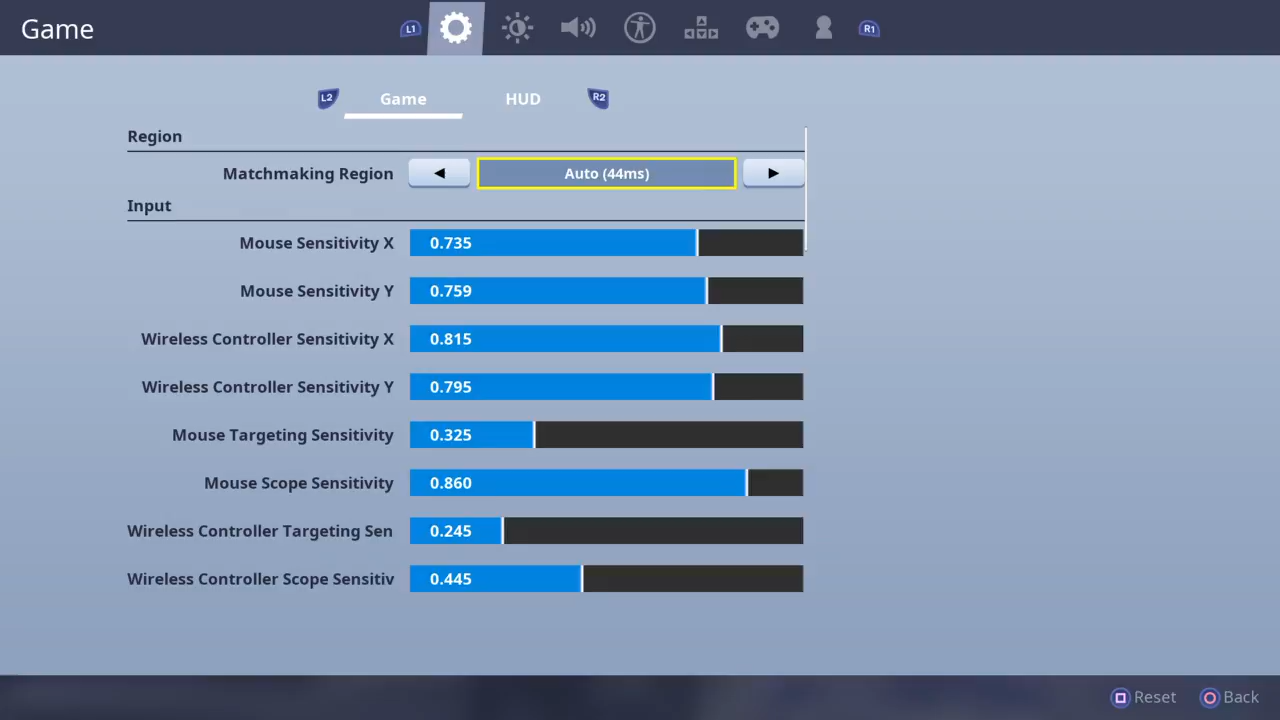 Game
L1
R1
L2
Game
HUD
R2
Region
Matchmaking Region
Auto (44ms)
Input
Mouse Sensitivity X
0.735
Mouse Sensitivity Y
0.759
Wireless Controller Sensitivity X
0.815
Wireless Controller Sensitivity Y
0.795
Mouse Targeting Sensitivity
0.325
Mouse Scope Sensitivity
0.860
Wireless Controller Targeting Sen
0.245
Wireless Controller Scope Sensitiv
0.445
Reset
Back